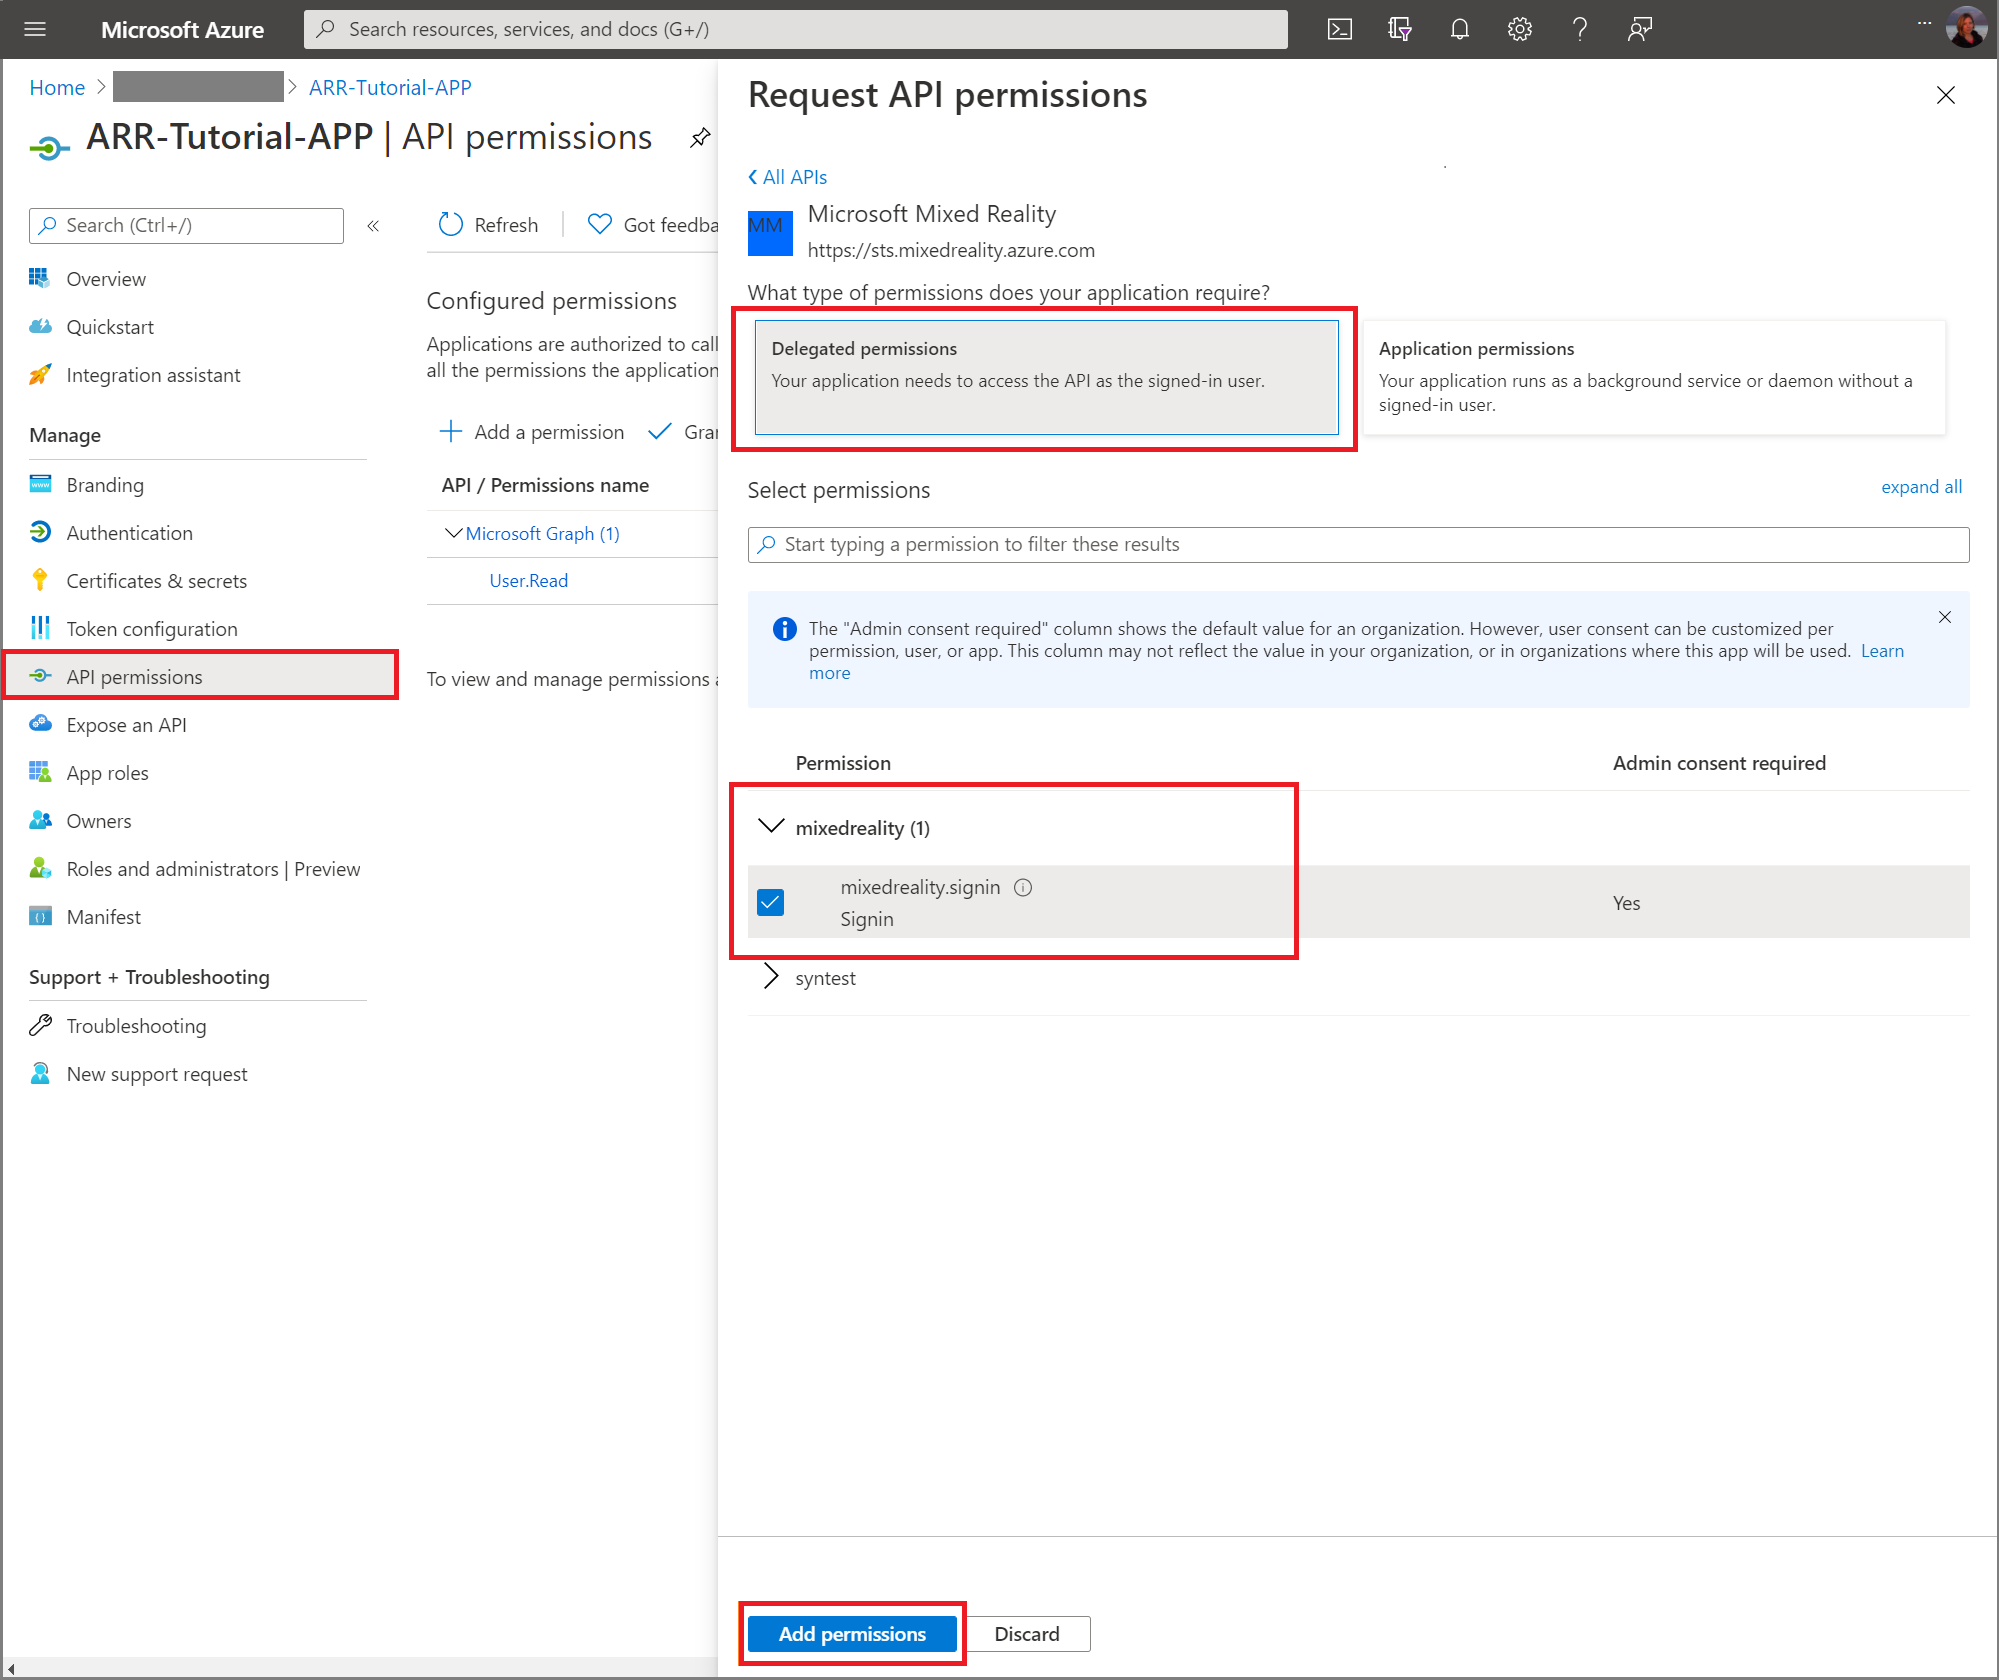 Microsoft Azure
Search resources, services, and docs (G+/)
Home > ARR-Tutorial-APP
ARR-Tutorial-APP | API permissions
Search (Ctrl+/)
«
Overview
Quickstart
Integration assistant
Manage
Branding
Authentication
Certificates & secrets
Token configuration
API permissions
Expose an API
App roles
Owners
Roles and administrators | Preview
Manifest
Support + Troubleshooting
Troubleshooting
New support request
Refresh
Got feedba
Configured permissions
Applications are authorized to call
all the permissions the application
Add a permission
Gran
API / Permissions name
Microsoft Graph (1)
User.Read
To view and manage permissions a
Request API permissions
All APIs
MM
Microsoft Mixed Reality
https://sts.mixedreality.azure.com
What type of permissions does your application require?
Delegated permissions
Your application needs to access the API as the signed-in user.
Application permissions
Your application runs as a background service or daemon without a
signed-in user.
Select permissions
expand all
Start typing a permission to filter these results
The "Admin consent required" column shows the default value for an organization. However, user consent can be customized per
permission, user, or app. This column may not reflect the value in your organization, or in organizations where this app will be used. Learn
more
Permission
Admin consent required
mixedreality (1)
mixedreality.signin
Signin
Yes
syntest
Add permissions
Discard